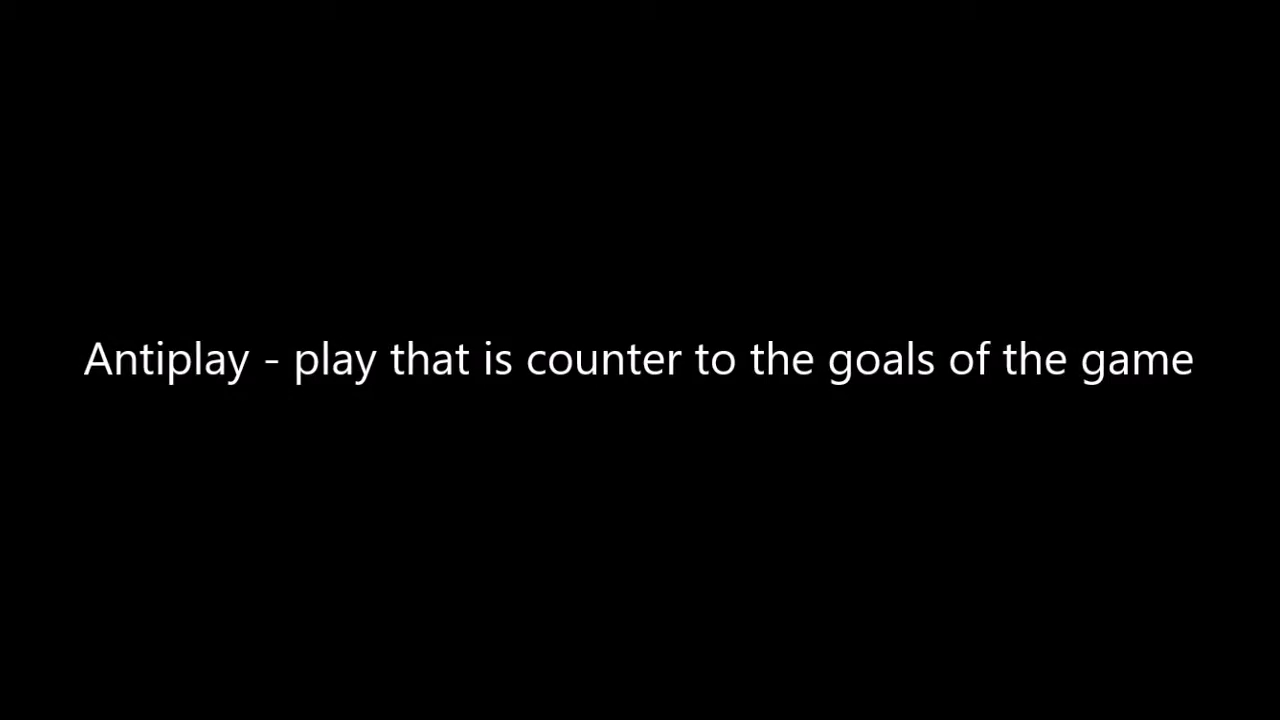 Antiplay - play that is counter to the goals of the game